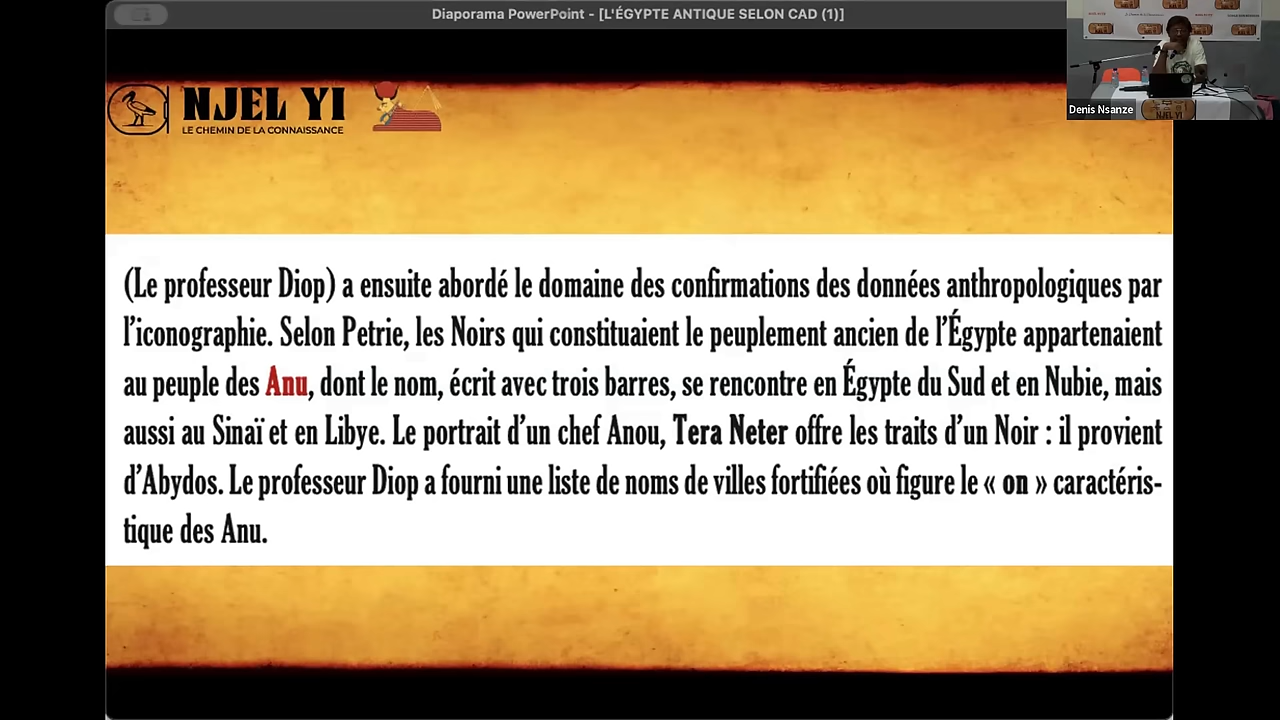 Diaporama PowerPoint - [L'ÉGYPTE ANTIQUE SELON CAD (1)]
NJEL YI
LE CHEMIN DE LA CONNAISSANCE
Denis Nsanze
NJEL YI
(Le professeur Diop) a ensuite abordé le domaine des confirmations des données anthropologiques par
l'iconographie. Selon Petrie, les Noirs qui constituaient le peuplement ancien de l'Égypte appartenaient
au peuple des Anu, dont le nom, écrit avec trois barres, se rencontre en Égypte du Sud et en Nubie, mais
aussi au Sinaï et en Libye. Le portrait d'un chef Anou, Tera Neter offre les traits d'un Noir : il provient
d'Abydos. Le professeur Diop a fourni une liste de noms de villes fortifiées où figure le « on » caractéris-
tique des Anu.